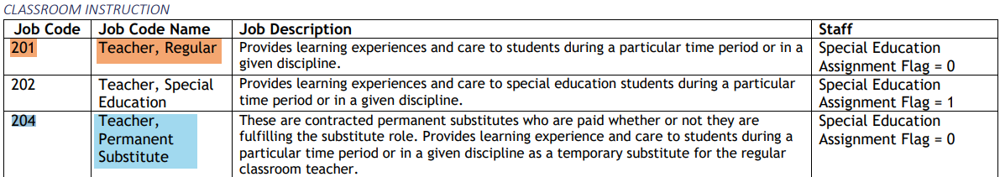 CLASSROOM INSTRUCTION
Job Code Job Code Name Job Description Staff
201 Teacher, Regular Provides learning experiences and care to students during a particular time period or in a given discipline. Special Education Assignment Flag = 0
202 Teacher, Special Education Provides learning experiences and care to special education students during a particular time period or in a given discipline. Special Education Assignment Flag = 1
204 Teacher, Permanent Substitute These are contracted permanent substitutes who are paid whether or not they are fulfilling the substitute role. Provides learning experience and care to students during a particular time period or in a given discipline as a temporary substitute for the regular classroom teacher. Special Education Assignment Flag = 0